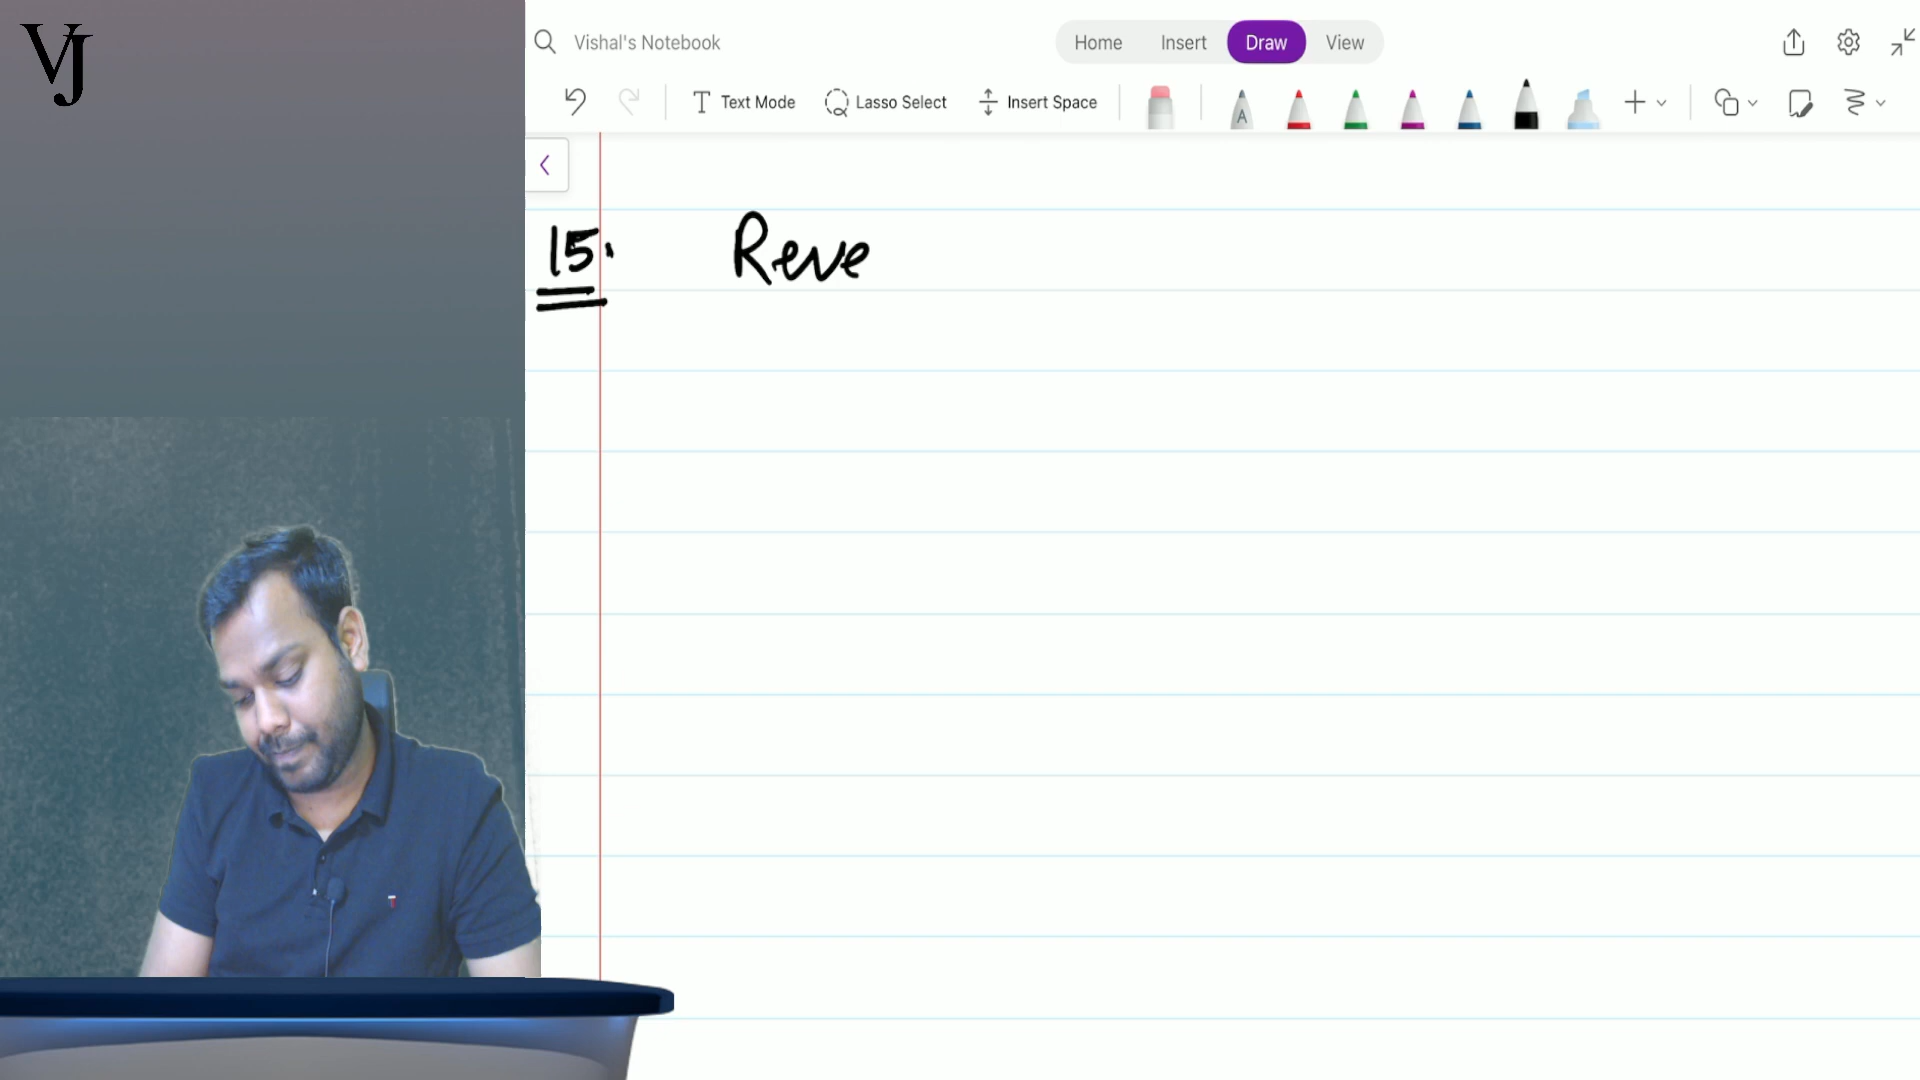 VJ
Vishal's Notebook
Home Insert Draw View
Text Mode Lasso Select Insert Space
A
15. Reve